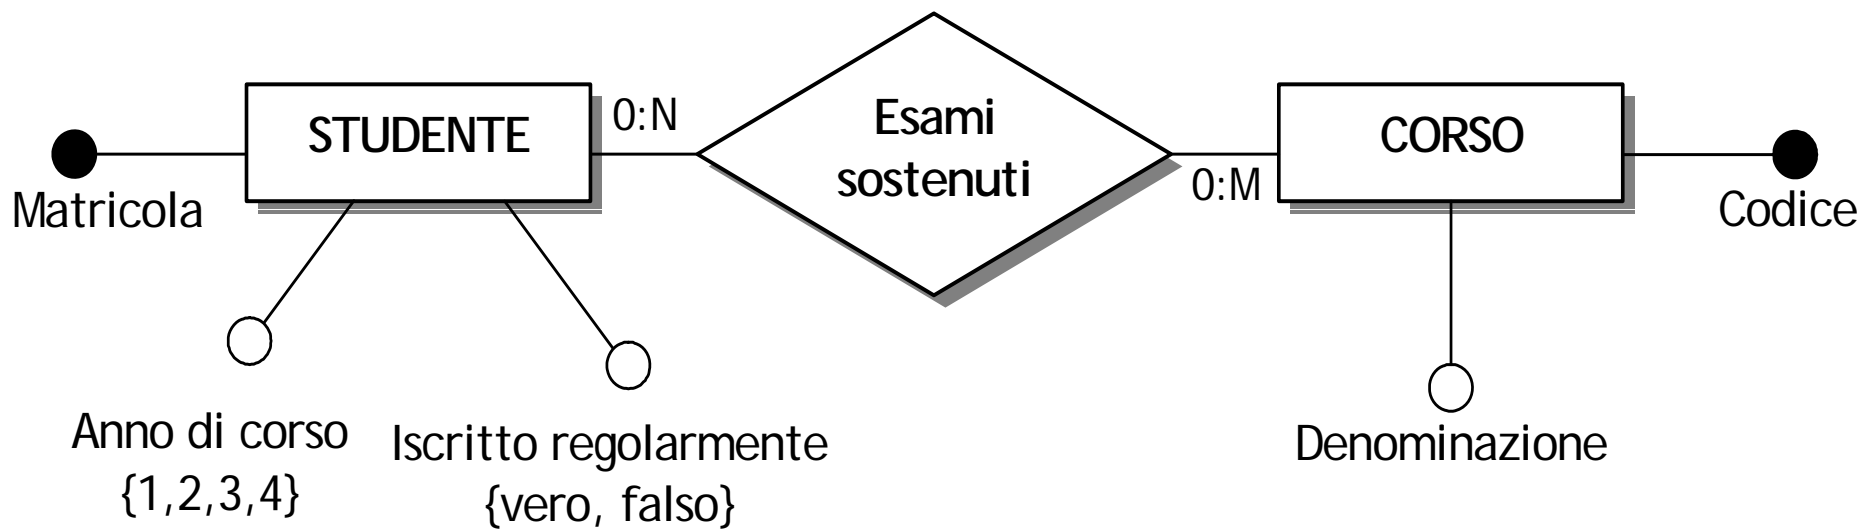 STUDENTE
0:N
Esami
sostenuti
0:M
CORSO
Matricola
Codice
Anno di corso
{1,2,3,4}
Iscritto regolarmente
{vero, falso}
Denominazione